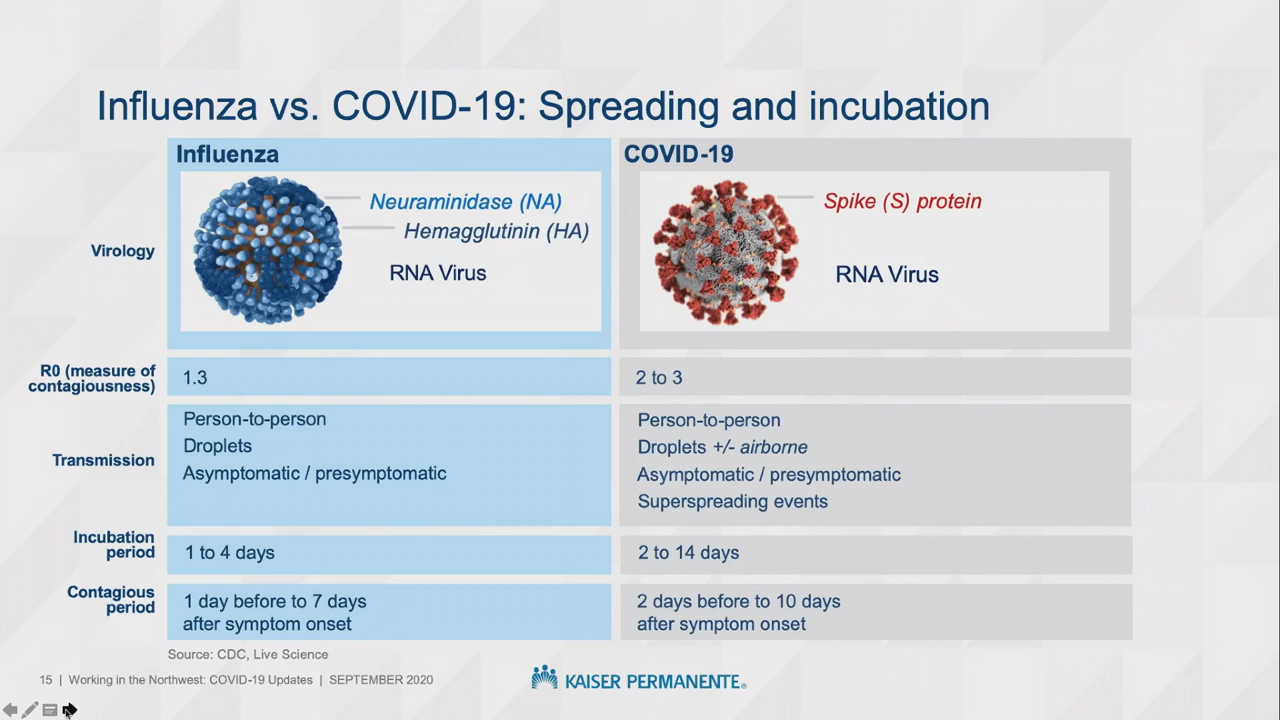 Influenza vs. COVID-19: Spreading and incubation
Influenza
COVID-19
Virology
Neuraminidase (NA)
Hemagglutinin (HA)
RNA Virus
Spike (S) protein
RNA Virus
R0 (measure of
contagiousness)
1.3
2 to 3
Transmission
Person-to-person
Droplets
Asymptomatic / presymptomatic
Person-to-person
Droplets +/- airborne
Asymptomatic / presymptomatic
Superspreading events
Incubation
period
1 to 4 days
2 to 14 days
Contagious
period
1 day before to 7 days
after symptom onset
2 days before to 10 days
after symptom onset
Source: CDC, Live Science
15 | Working in the Northwest: COVID-19 Updates | SEPTEMBER 2020
KAISER PERMANENTE®